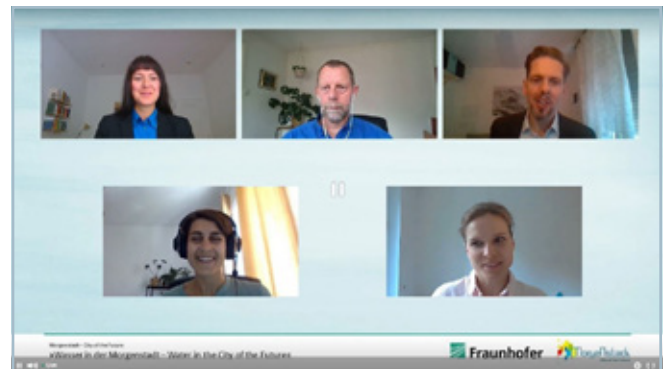 Morgenstadt - City of the Future
»Wasser in der Morgenstadt - Water in the City of the Future«
Fraunhofer